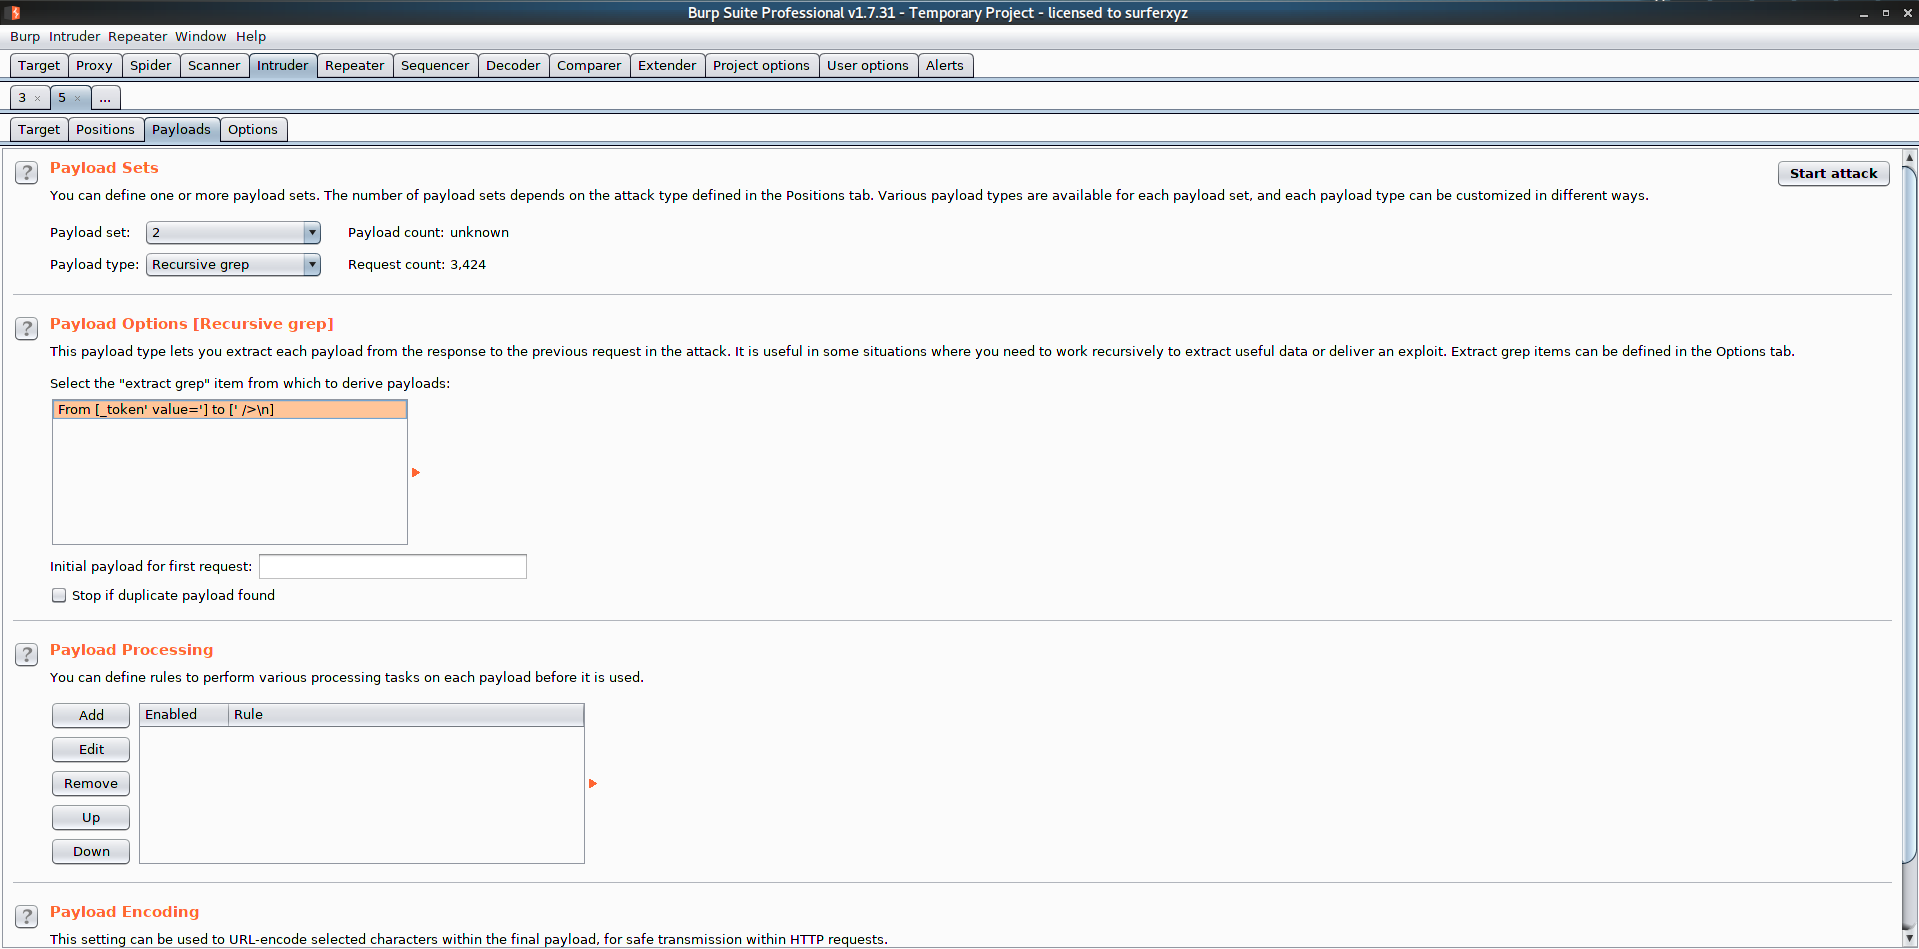 Burp Suite Professional v1.7.31 - Temporary Project - licensed to surferxyz
Burp Intruder Repeater Window Help
Target Proxy Spider Scanner Intruder Repeater Sequencer Decoder Comparer Extender Project options User options Alerts
3 × 5 × ...
Target Positions Payloads Options
? Payload Sets
Start attack
You can define one or more payload sets. The number of payload sets depends on the attack type defined in the Positions tab. Various payload types are available for each payload set, and each payload type can be customized in different ways.
Payload set: 2 Payload count: unknown
Payload type: Recursive grep Request count: 3,424
? Payload Options [Recursive grep]
This payload type lets you extract each payload from the response to the previous request in the attack. It is useful in some situations where you need to work recursively to extract useful data or deliver an exploit. Extract grep items can be defined in the Options tab.
Select the "extract grep" item from which to derive payloads:
From [_token' value='] to [' />\n]
Initial payload for first request:
Stop if duplicate payload found
? Payload Processing
You can define rules to perform various processing tasks on each payload before it is used.
Add Enabled Rule
Edit
Remove
Up
Down
? Payload Encoding
This setting can be used to URL-encode selected characters within the final payload, for safe transmission within HTTP requests.